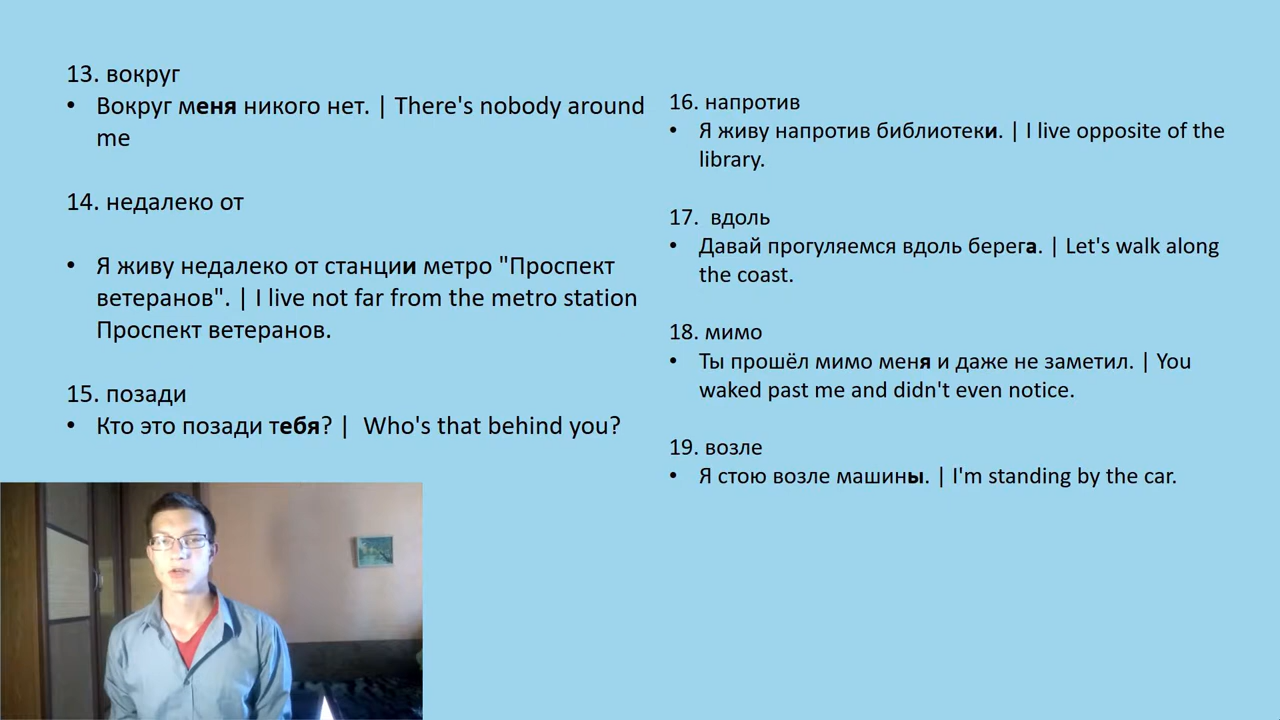 13. вокруг
• Вокруг меня никого нет. | There's nobody around
me
14. недалеко от
• Я живу недалеко от станции метро "Проспект
ветеранов". | I live not far from the metro station
Проспект ветеранов.
15. позади
• Кто это позади тебя? | Who's that behind you?
16. напротив
• Я живу напротив библиотеки. | I live opposite of the
library.
17. вдоль
• Давай прогуляемся вдоль берега. | Let's walk along
the coast.
18. мимо
• Ты прошёл мимо меня и даже не заметил. | You
waked past me and didn't even notice.
19. возле
• Я стою возле машины. | I'm standing by the car.